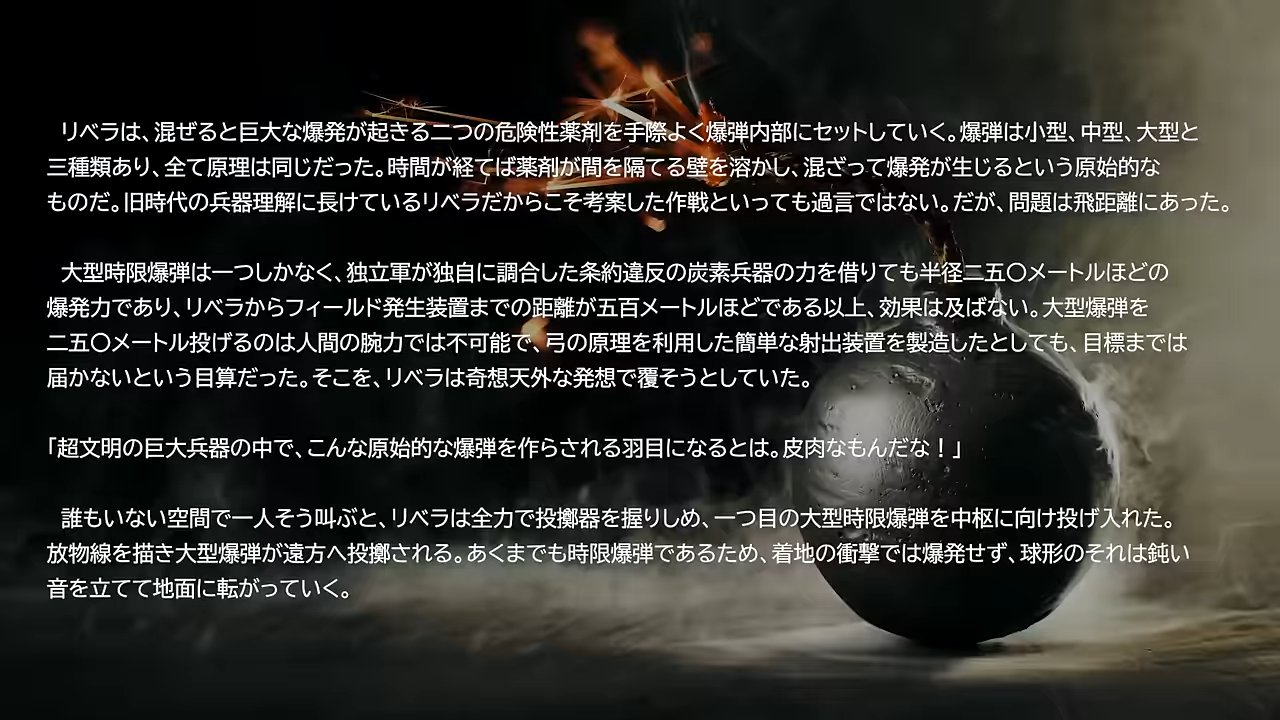 リベラは、混ぜると巨大な爆発が起きる二つの危険性薬剤を手際よく爆弾内部にセットしていく。爆弾は小型、中型、大型と
三種類あり、全て原理は同じだった。時間が経てば薬剤が間を隔てる壁を溶かし、混ざって爆発が生じるという原始的な
ものだ。旧時代の兵器理解に長けているリベラだからこそ考案した作戦といっても過言ではない。だが、問題は飛距離にあった。
大型時限爆弾は一つしかなく、独立軍が独自に調合した条約違反の炭素兵器の力を借りても半径二五〇メートルほどの
爆発力であり、リベラからフィールド発生装置までの距離が五百メートルほどである以上、効果は及ばない。大型爆弾を
二五〇メートル投げるのは人間の腕力では不可能で、弓の原理を利用した簡単な射出装置を製造したとしても、目標までは
届かないという目算だった。そこを、リベラは奇想天外な発想で覆そうとしていた。
「超文明の巨大兵器の中で、こんな原始的な爆弾を作らされる羽目になるとは。皮肉なもんだな！」
誰もいない空間で一人そう叫ぶと、リベラは全力で投擲器を握りしめ、一つ目の大型時限爆弾を中枢に向け投げ入れた。
放物線を描き大型爆弾が遠方へ投擲される。あくまでも時限爆弾であるため、着地の衝撃では爆発せず、球形のそれは鈍い
音を立てて地面に転がっていく。